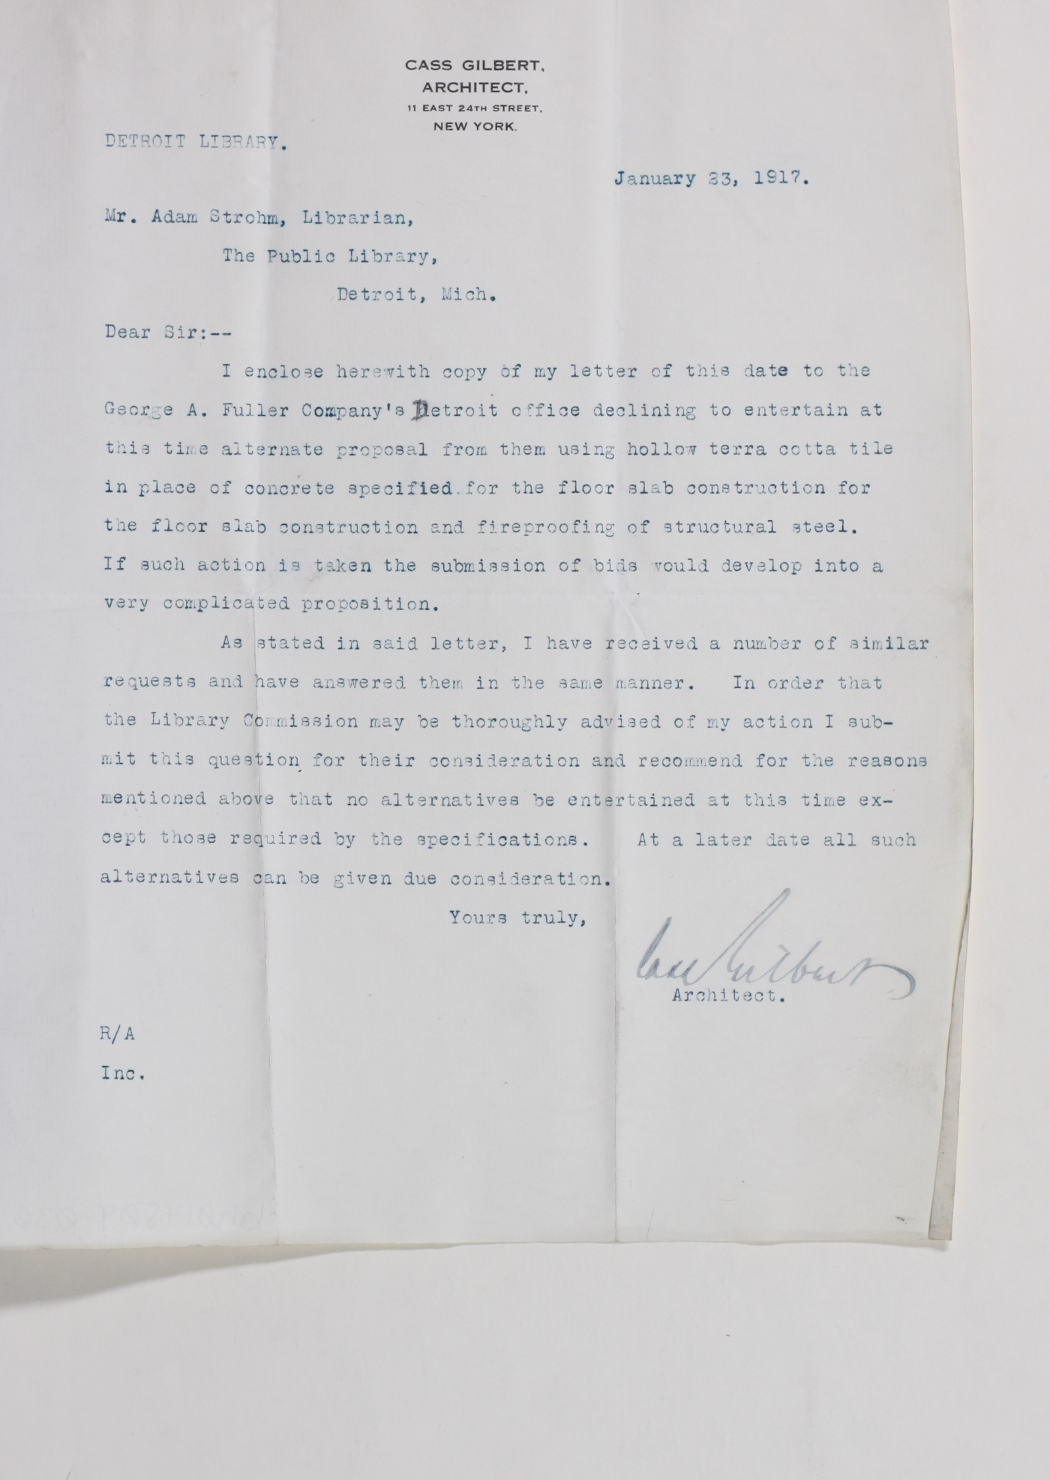 CASS GILBERT,
ARCHITECT,
11 EAST 24TH STREET,
NEW YORK.
DETROIT LIBRARY.
January 23, 1917.
Mr. Adam Strohm, Librarian,
The Public Library,
Detroit, Mich.
Dear Sir:--
I enclose herewith copy of my letter of this date to the
George A. Fuller Company's Detroit office declining to entertain at
this time alternate proposal from them using hollow terra cotta tile
in place of concrete specified for the floor slab construction for
the floor slab construction and fireproofing of structural steel.
If such action is taken the submission of bids would develop into a
very complicated proposition.
As stated in said letter, I have received a number of similar
requests and have answered them in the same manner. In order that
the Library Commission may be thoroughly advised of my action I sub-
mit this question for their consideration and recommend for the reasons
mentioned above that no alternatives be entertained at this time ex-
cept those required by the specifications. At a later date all such
alternatives can be given due consideration.
Yours truly,
Cass Gilbert
Architect.
R/A
Inc.